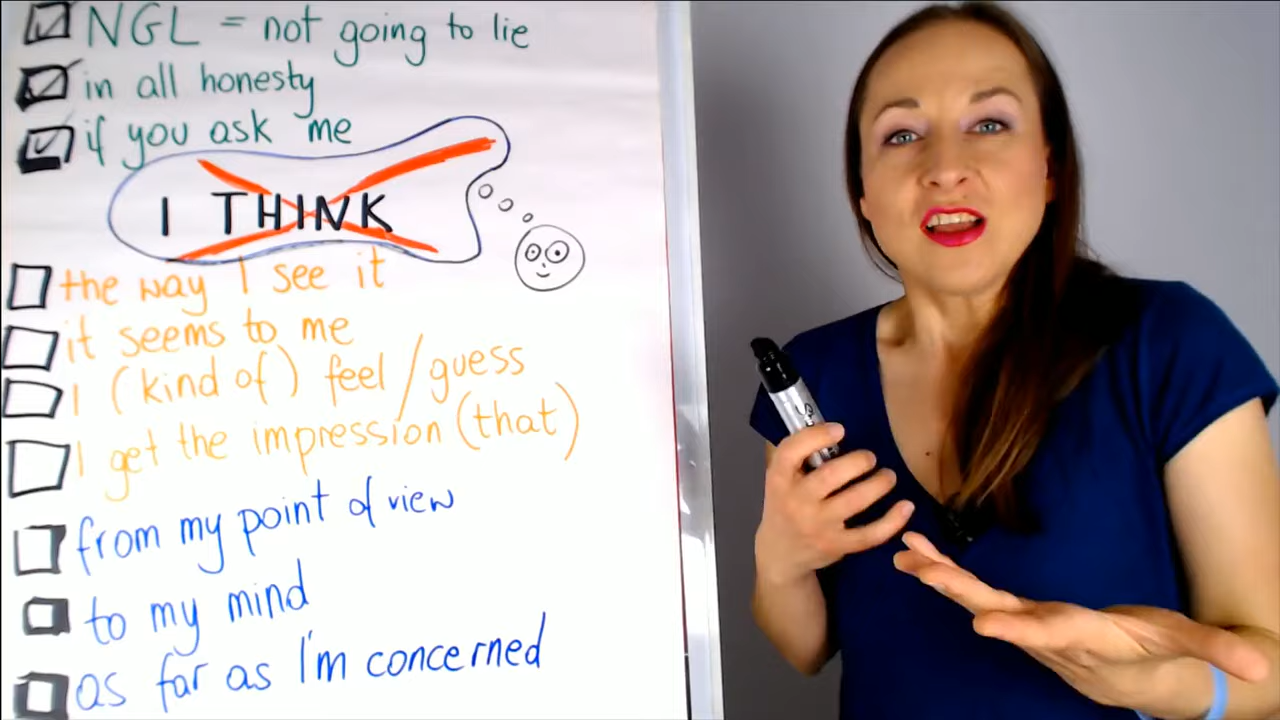 NGL = not going to lie
in all honesty
if you ask me
I THINK
the way I see it
it seems to me
I (kind of) feel / guess
I get the impression (that)
from my point of view
to my mind
as far as I'm concerned